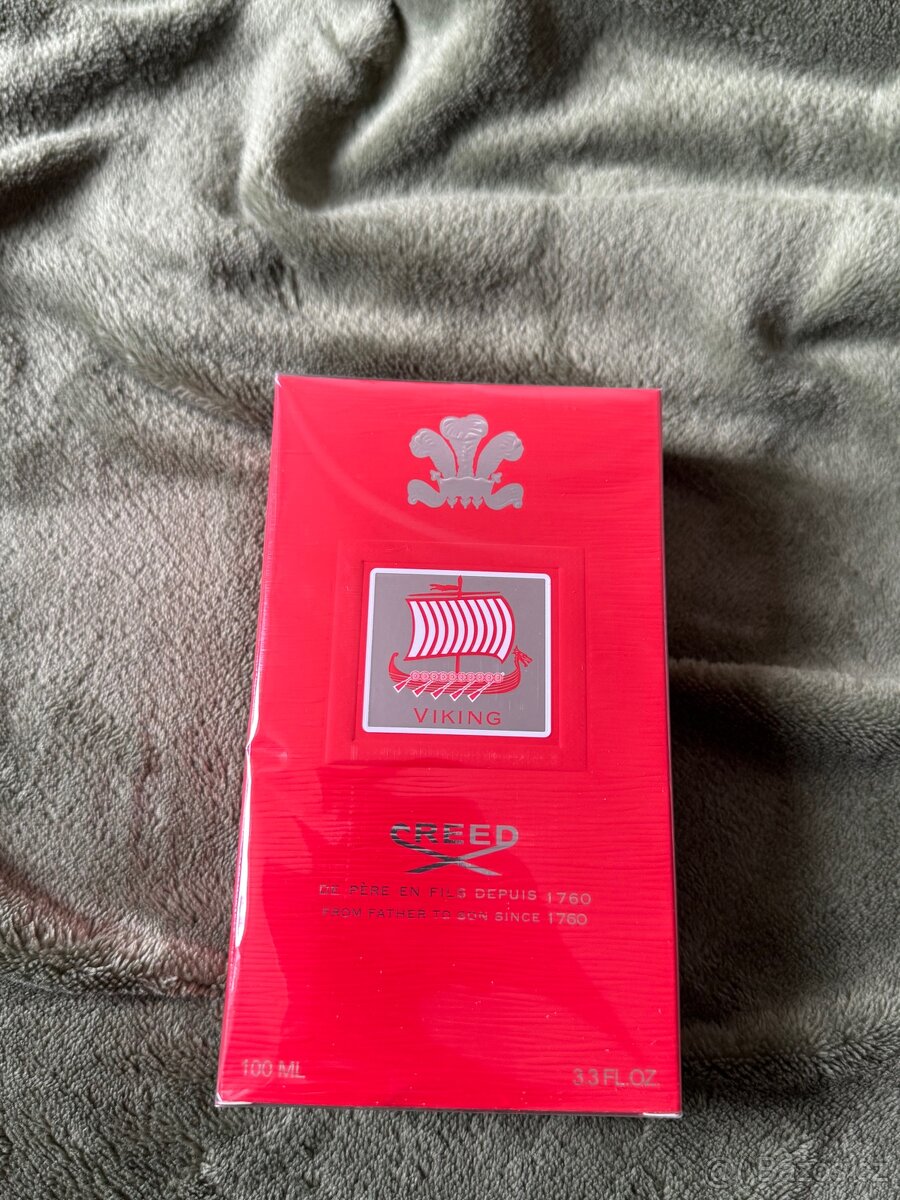 VIKING
CREED
DE PÈRE EN FILS DEPUIS 1760
FROM FATHER TO SON SINCE 1760
100 ML
3.3 FL.OZ.